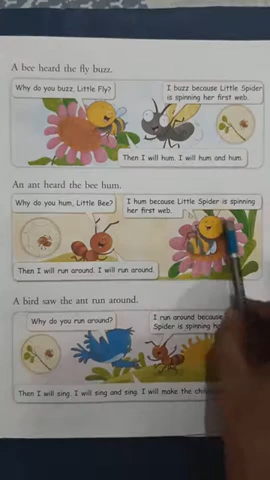 A bee heard the fly buzz.
Why do you buzz, Little Fly?
I buzz because Little Spider
is spinning her first web.
Then I will hum. I will hum and hum.
An ant heard the bee hum.
Why do you hum, Little Bee?
I hum because Little Spider is spinning
her first web.
Then I will run around. I will run around.
A bird saw the ant run around.
Why do you run around?
I run around because
Spider is spinning
Then I will sing. I will sing and sing. I will make the